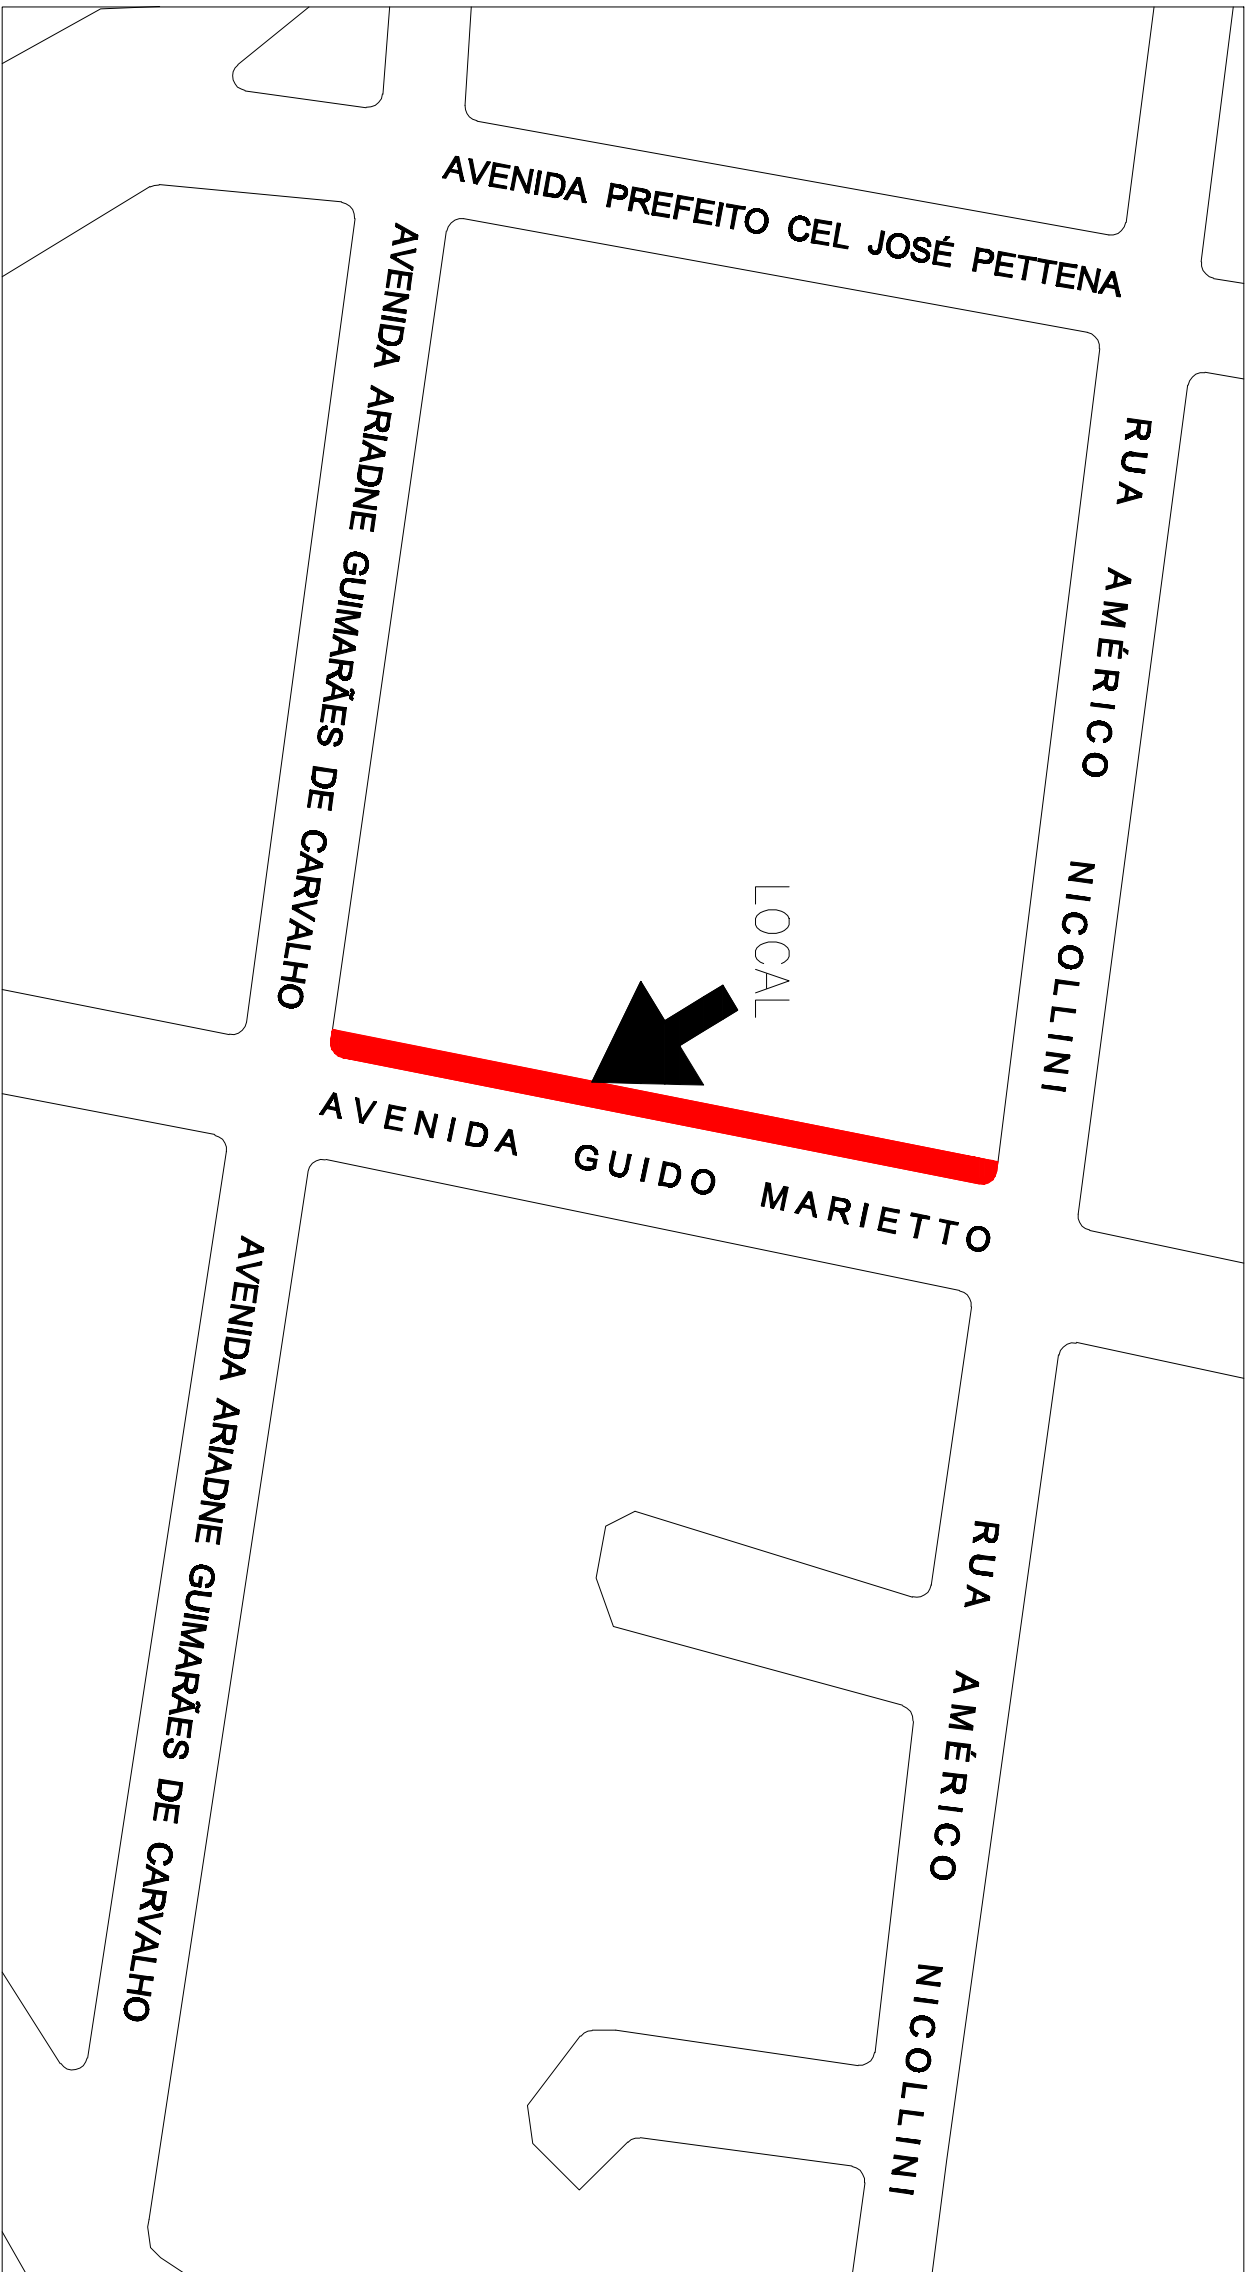 AVENIDA PREFEITO CEL JOSÉ PETTENA
AVENIDA ARIADNE GUIMARÃES DE CARVALHO
RUA AMÉRICO NICOLLINI
LOCAL
AVENIDA GUIDO MARIETTO
AVENIDA ARIADNE GUIMARÃES DE CARVALHO
RUA AMÉRICO NICOLLINI